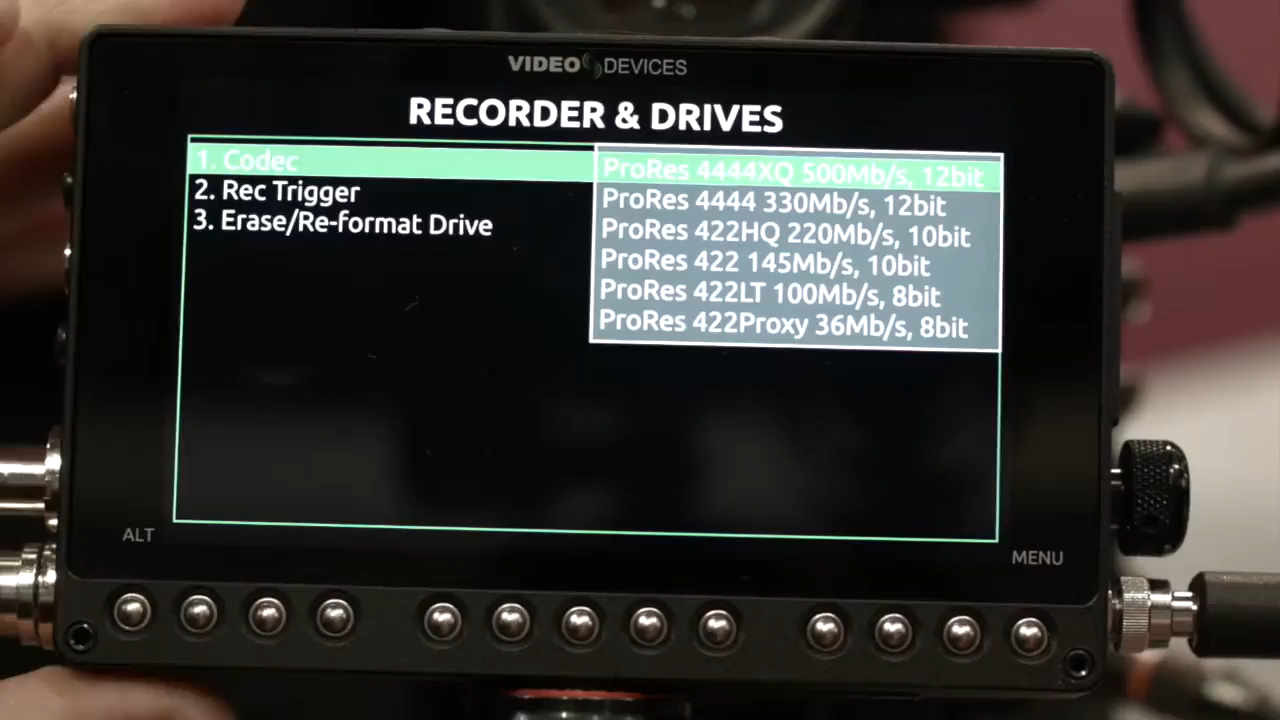 VIDEO DEVICES
RECORDER & DRIVES
1. Codec
2. Rec Trigger
3. Erase/Re-format Drive
ProRes 4444XQ 500Mb/s, 12bit
ProRes 4444 330Mb/s, 12bit
ProRes 422HQ 220Mb/s, 10bit
ProRes 422 145Mb/s, 10bit
ProRes 422LT 100Mb/s, 8bit
ProRes 422Proxy 36Mb/s, 8bit
ALT
MENU